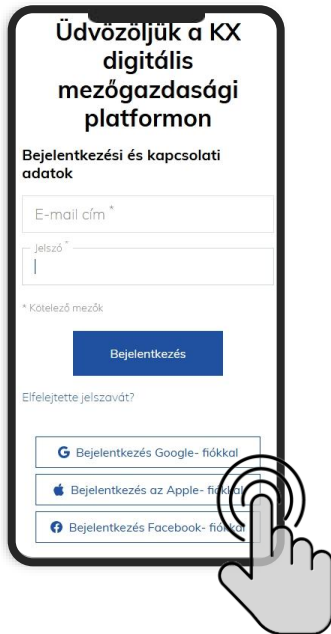 Üdvözöljük a KX
digitális
mezőgazdasági
platformon
Bejelentkezési és kapcsolati
adatok
E-mail cím *
Jelszó *
* Kötelező mezők
Bejelentkezés
Elfelejtette jelszavát?
Bejelentkezés Google- fiókkal
Bejelentkezés az Apple- fiókkal
Bejelentkezés Facebook- fiókkal